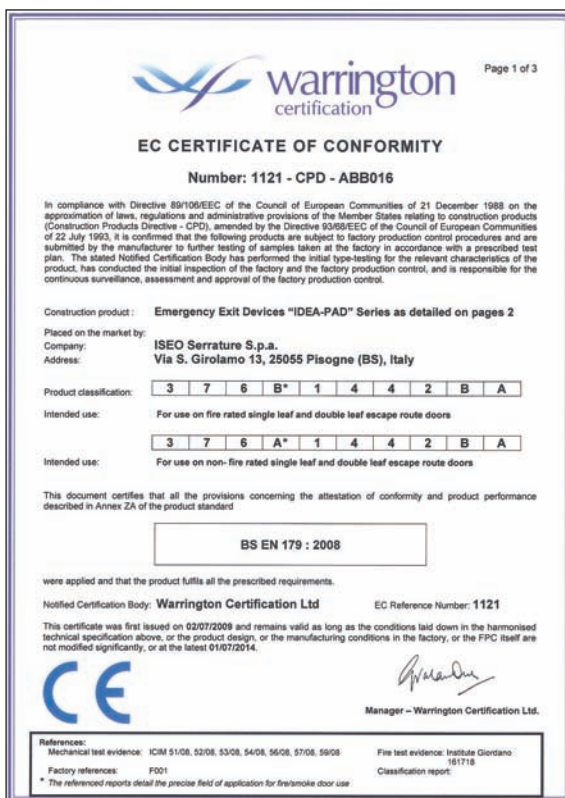 warrington
certification
Page 1 of 3
EC CERTIFICATE OF CONFORMITY
Number: 1121 - CPD - ABB016
In compliance with Directive 89/106/EEC of the Council of European Communities of 21 December 1988 on the
approximation of laws, regulations and administrative provisions of the Member States relating to construction products
(Construction Products Directive - CPD), amended by the Directive 93/68/EEC of the Council of European Communities
of 22 July 1993, it is confirmed that the following products are subject to factory production control procedures and are
submitted by the manufacturer to further testing of samples taken at the factory in accordance with a prescribed test
plan. The stated Notified Certification Body has performed the initial type-testing for the relevant characteristics of the
product, has conducted the initial inspection of the factory and the factory production control, and is responsible for the
continuous surveillance, assessment and approval of the factory production control.
Construction product : Emergency Exit Devices "IDEA-PAD" Series as detailed on pages 2
Placed on the market by:
Company: ISEO Serrature S.p.a.
Address: Via S. Girolamo 13, 25055 Pisogne (BS), Italy
Product classification: 3 7 6 B* 1 4 4 2 B A
Intended use: For use on fire rated single leaf and double leaf escape route doors
3 7 6 A* 1 4 4 2 B A
Intended use: For use on non- fire rated single leaf and double leaf escape route doors
This document certifies that all the provisions concerning the attestation of conformity and product performance
described in Annex ZA of the product standard
BS EN 179 : 2008
were applied and that the product fulfils all the prescribed requirements.
Notified Certification Body: Warrington Certification Ltd EC Reference Number: 1121
This certificate was first issued on 02/07/2009 and remains valid as long as the conditions laid down in the harmonised
technical specification above, or the product design, or the manufacturing conditions in the factory, or the FPC itself are
not modified significantly, or at the latest 01/07/2014.
CE
Manager – Warrington Certification Ltd.
References:
Mechanical test evidence: ICIM 51/08, 52/08, 53/08, 54/08, 56/08, 57/08, 59/08 Fire test evidence: Institute Giordano
161718
Factory references: F001 Classification report:
* The referenced reports detail the precise field of application for fire/smoke door use